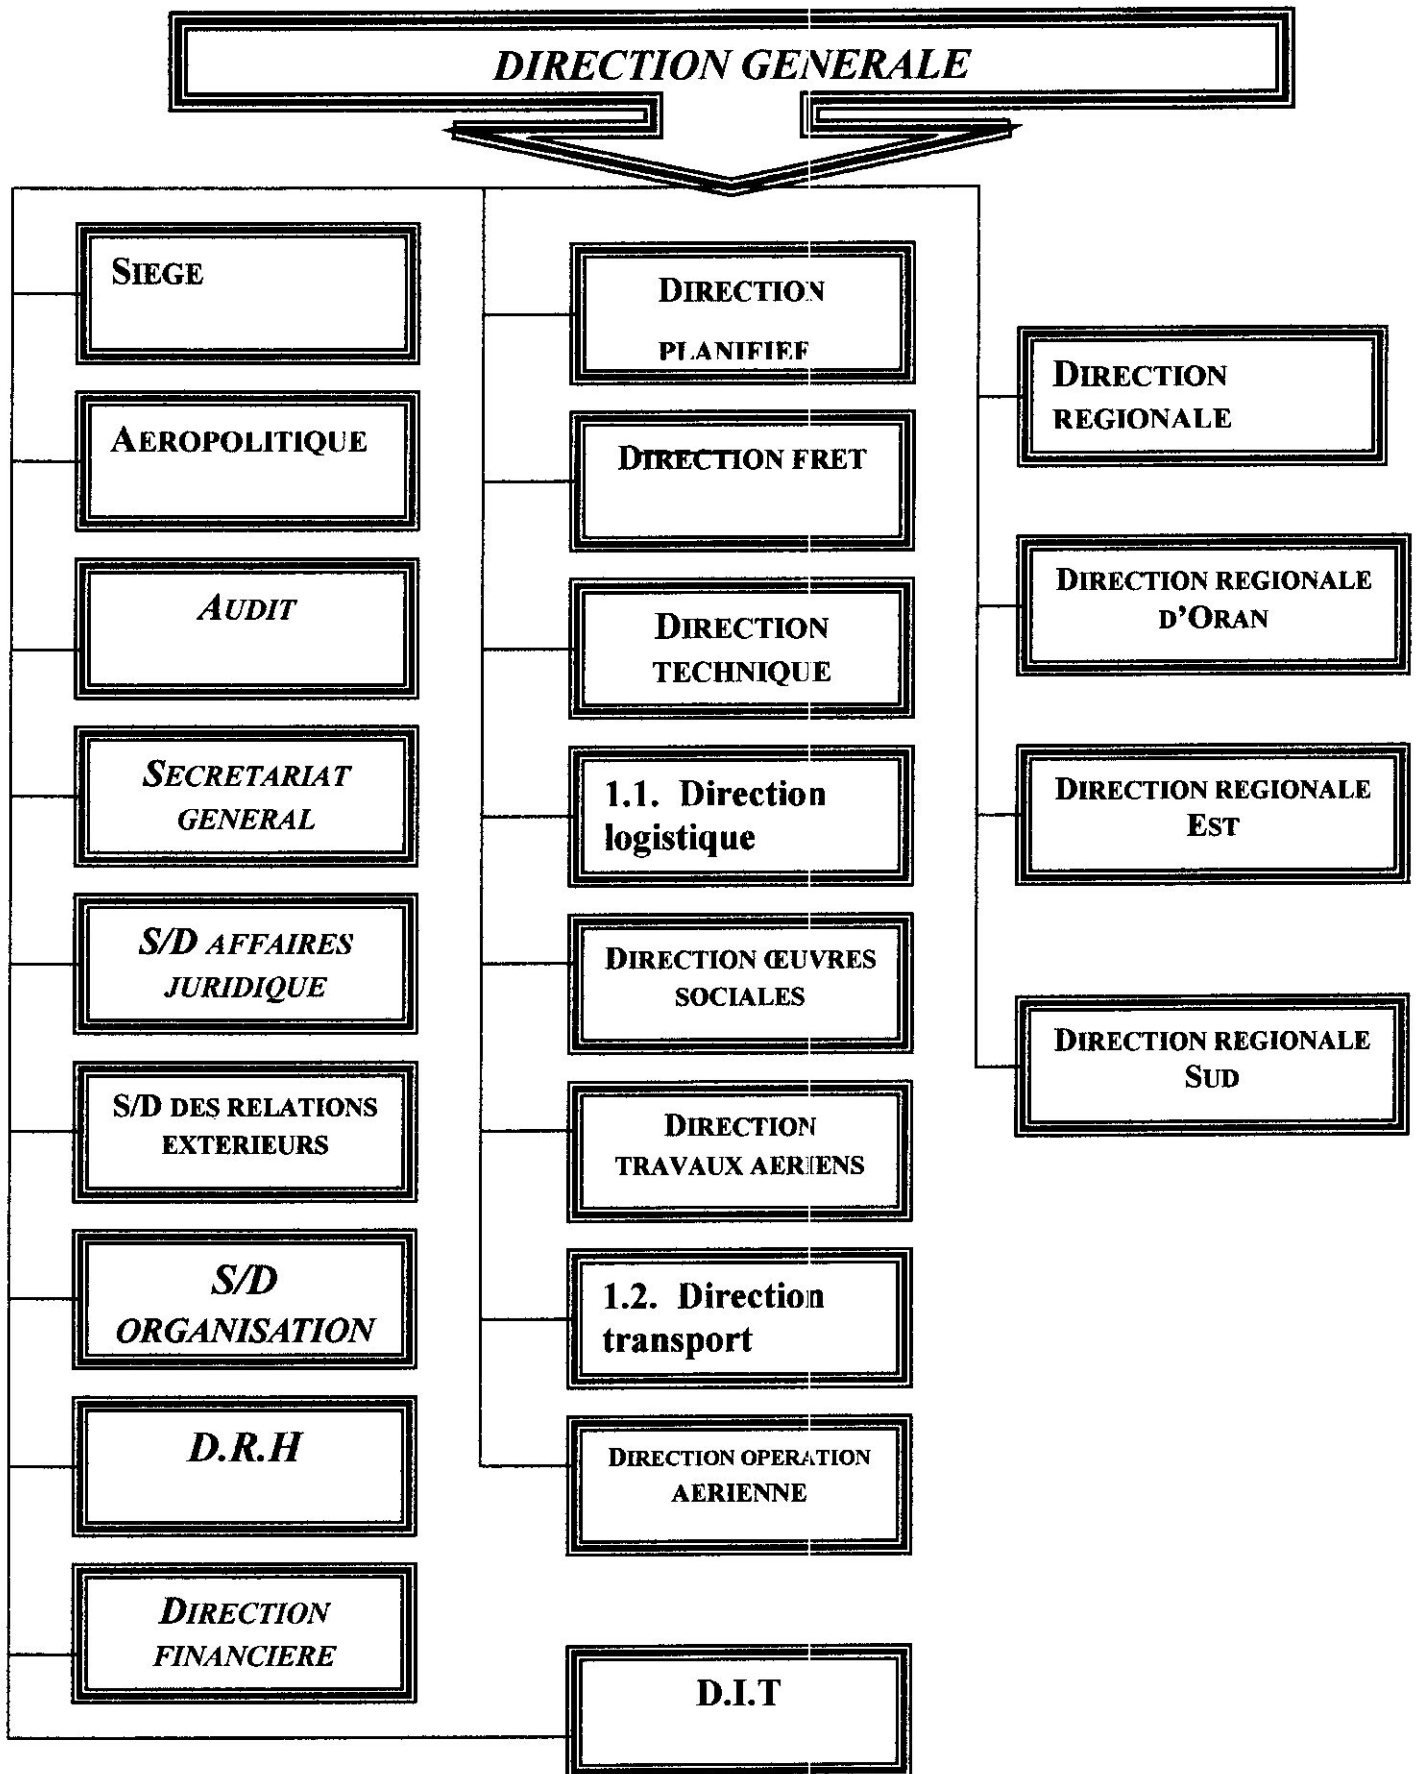 DIRECTION GENERALE
SIEGE
AEROPOLITIQUE
AUDIT
SECRETARIAT
GENERAL
S/D AFFAIRES
JURIDIQUE
S/D DES RELATIONS
EXTERIEURS
S/D
ORGANISATION
D.R.H
DIRECTION
FINANCIERE
DIRECTION
PLANIFIEE
DIRECTION FRET
DIRECTION
TECHNIQUE
1.1. Direction
logistique
DIRECTION ŒUVRES
SOCIALES
DIRECTION
TRAVAUX AERIENS
1.2. Direction
transport
DIRECTION OPERATION
AERIENNE
D.I.T
DIRECTION
REGIONALE
DIRECTION REGIONALE
D’ORAN
DIRECTION REGIONALE
EST
DIRECTION REGIONALE
SUD